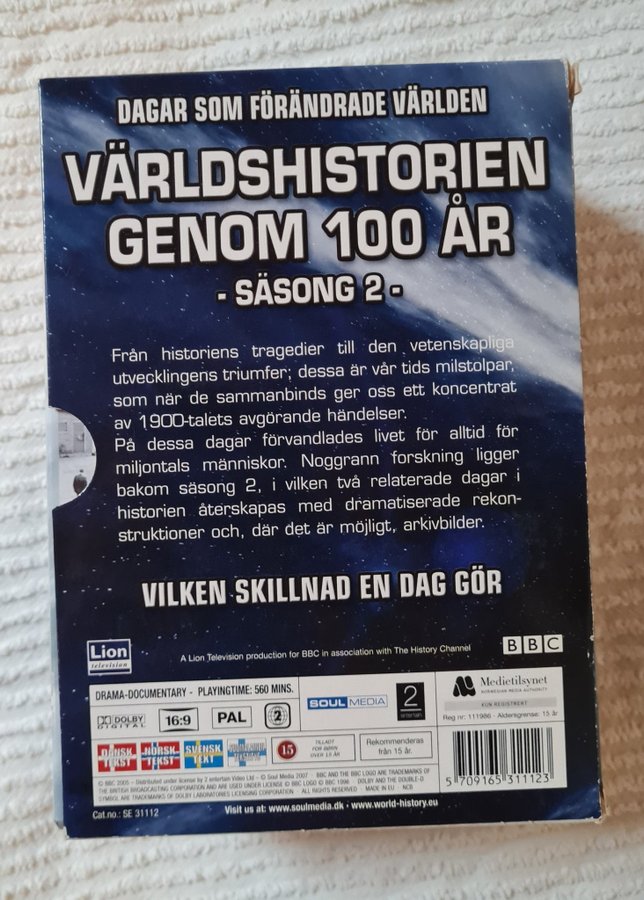 DAGAR SOM FÖRÄNDRADE VÄRLDEN
VÄRLDSHISTORIEN
GENOM 100 ÅR
- SÄSONG 2 -
Från historiens tragedier till den vetenskapliga
utvecklingens triumfer; dessa är vår tids milstolpar,
som när de sammanbinds ger oss ett koncentrat
av 1900-talets avgörande händelser.
På dessa dagar förvandlades livet för alltid för
miljontals människor. Noggrann forskning ligger
bakom säsong 2, i vilken två relaterade dagar i
historien återskapas med dramatiserade rekon-
struktioner och, där det är möjligt, arkivbilder.
VILKEN SKILLNAD EN DAG GÖR
Lion
television
A Lion Television production for BBC in association with The History Channel
BBC
DRAMA-DOCUMENTARY - PLAYINGTIME: 560 MINS.
DOLBY
DIGITAL
16:9
PAL
2
SOUL MEDIA
2
entertain
Medietilsynet
NORWEGIAN MEDIA AUTHORITY
KUN REGISTRERT
Reg nr: 111986 - Aldersgrense: 15 år
DANSK
TEKST
NORSK
TEKST
SVENSK
TEKST
15
TILLADT
FOR BØRN
OVER 15 ÅR
Rekommenderas
från 15 år.
5 709165 311123
© BBC 2005 – Distributed under license by 2 entertain Video Ltd – © Soul Media 2007 BBC AND THE BBC LOGO ARE TRADEMARKS OF
THE BRITISH BROADCASTING CORPORATION AND ARE USED UNDER LICENSE © BBC LOGO © BBC 1996 DOLBY AND THE DOUBLE-D
SYMBOL ARE TRADEMARKS OF DOLBY LABORATORIES LICENSING CORPORATION ALL RIGHTS RESERVED MADE IN EU NCB
Cat.no.: SE 31112
Visit us at: www.soulmedia.dk - www.world-history.eu